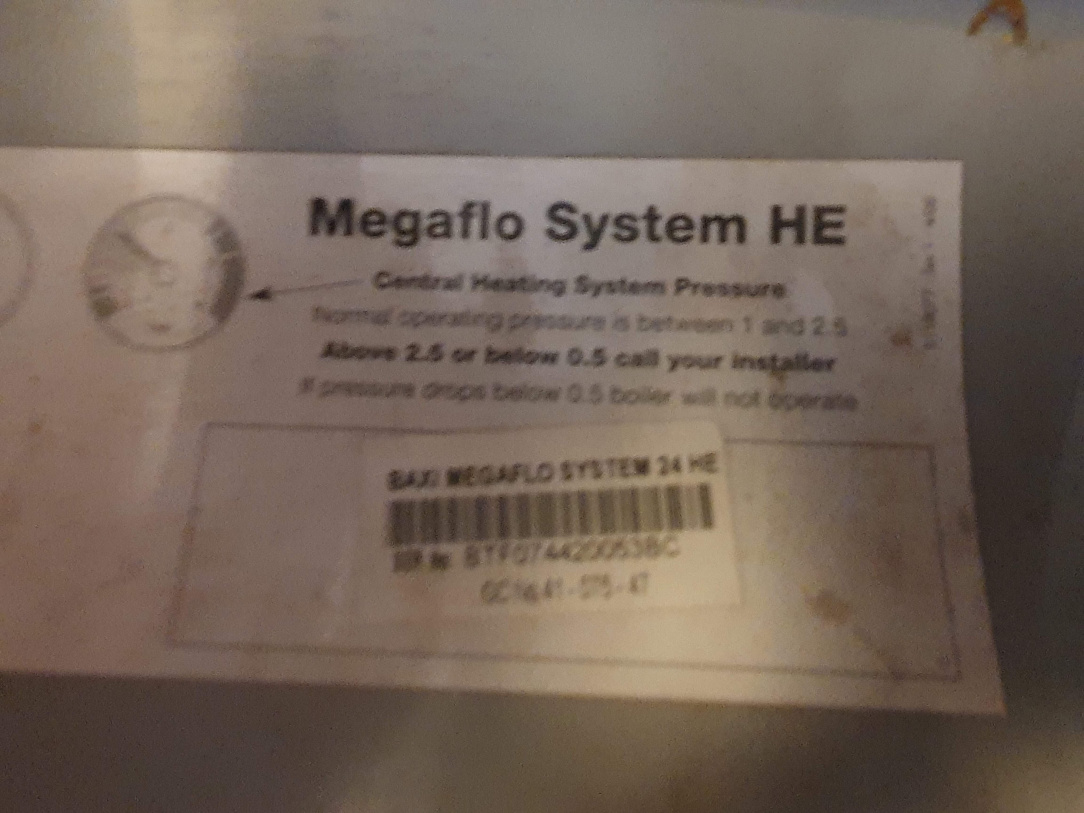 Megaflo System HE
Central Heating System Pressure
Normal operating pressure is between 1 and 2.5
Above 2.5 or below 0.5 call your installer
If pressure drops below 0.5 boiler will not operate
BAXI MEGAFLO SYSTEM 24 HE